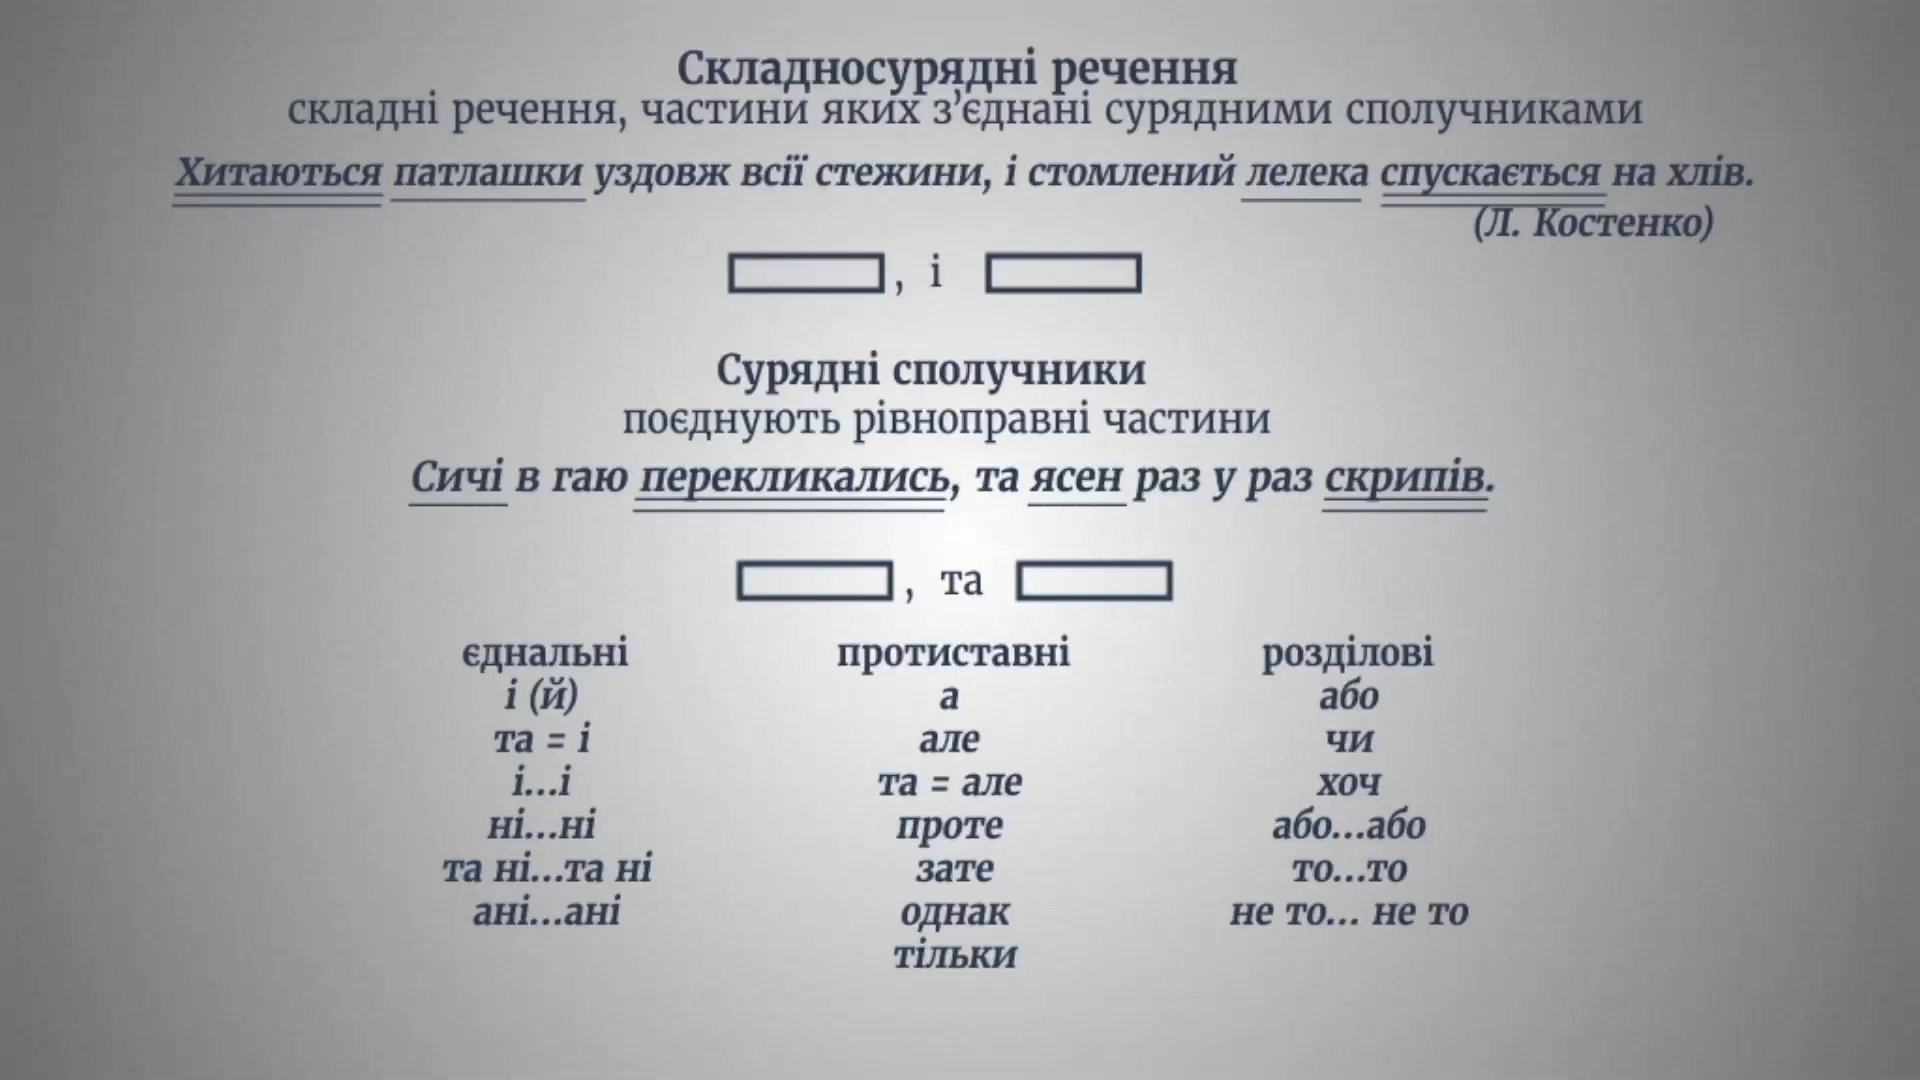 Складносурядні речення
складні речення, частини яких з’єднані сурядними сполучниками
Хитаються патлашки уздовж всії стежини, і стомлений лелека спускається на хлів.
(Л. Костенко)
, і
Сурядні сполучники
поєднують рівноправні частини
Сичі в гаю перекликались, та ясен раз у раз скрипів.
, та
єднальні протиставні розділові
і (й) а або
та = і але чи
і...і та = але хоч
ні...ні проте або...або
та ні...та ні зате то...то
ані...ані однак не то... не то
тільки